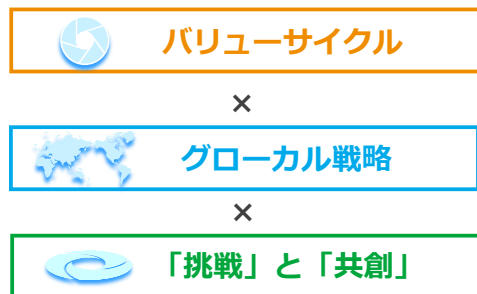 バリューサイクル
×
グローカル戦略
×
「挑戦」と「共創」